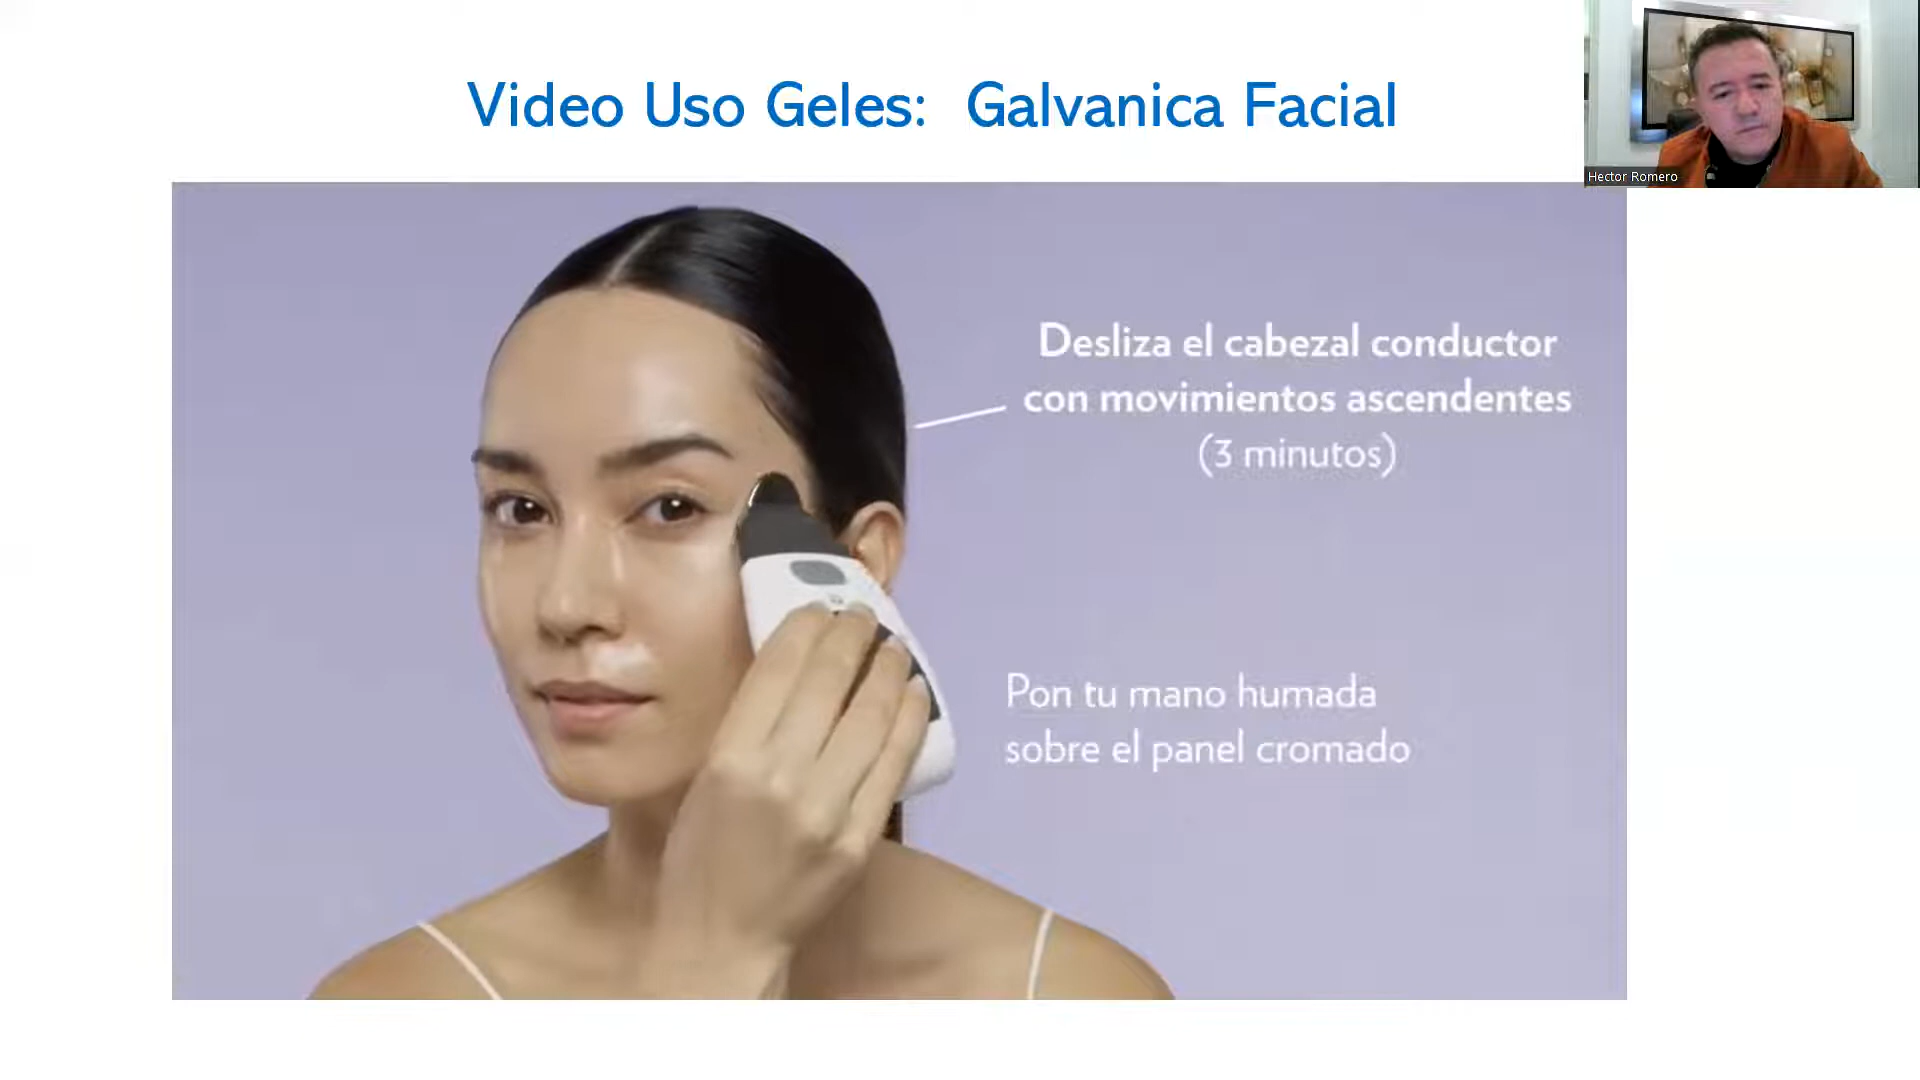 Video Uso Geles: Galvanica Facial
Hector Romero
Desliza el cabezal conductor
con movimientos ascendentes
(3 minutos)
Pon tu mano humada
sobre el panel cromado